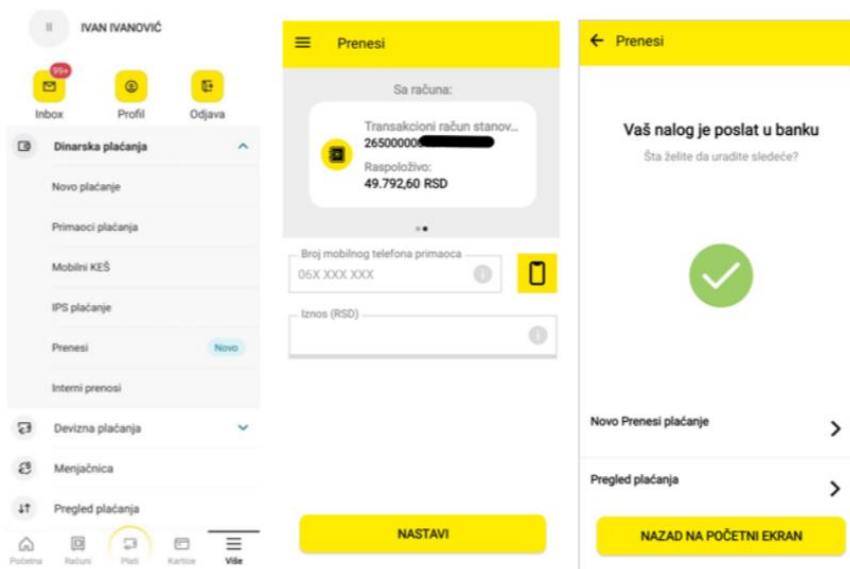 II
IVAN IVANOVIĆ
99+
Inbox
Profil
Odjava
Dinarska plaćanja
Novo plaćanje
Primaoci plaćanja
Mobilni KEŠ
IPS plaćanje
Prenesi
Novo
Interni prenosi
Devizna plaćanja
Menjačnica
Pregled plaćanja
Početna
Računi
Plati
Kartice
Više
Prenesi
Sa računa:
Transakcioni račun stanov...
26500000
Raspoloživo:
49.792,60 RSD
Broj mobilnog telefona primaoca
06X XXX XXX
Iznos (RSD)
NASTAVI
Prenesi
Vaš nalog je poslat u banku
Šta želite da uradite sledeće?
Novo Prenesi plaćanje
Pregled plaćanja
NAZAD NA POČETNI EKRAN